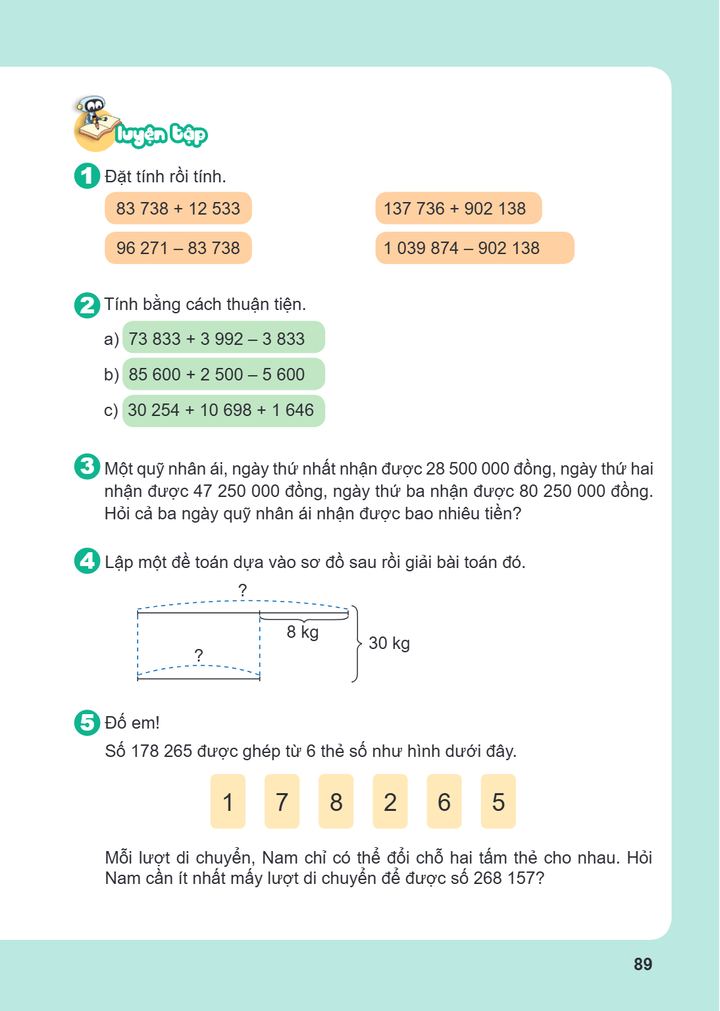 luyện tập
1 Đặt tính rồi tính.
83 738 + 12 533 137 736 + 902 138
96 271 – 83 738 1 039 874 – 902 138
2 Tính bằng cách thuận tiện.
a) 73 833 + 3 992 – 3 833
b) 85 600 + 2 500 – 5 600
c) 30 254 + 10 698 + 1 646
3 Một quỹ nhân ái, ngày thứ nhất nhận được 28 500 000 đồng, ngày thứ hai
nhận được 47 250 000 đồng, ngày thứ ba nhận được 80 250 000 đồng.
Hỏi cả ba ngày quỹ nhân ái nhận được bao nhiêu tiền?
4 Lập một đề toán dựa vào sơ đồ sau rồi giải bài toán đó.
?
8 kg
30 kg
?
5 Đố em!
Số 178 265 được ghép từ 6 thẻ số như hình dưới đây.
1 7 8 2 6 5
Mỗi lượt di chuyển, Nam chỉ có thể đổi chỗ hai tấm thẻ cho nhau. Hỏi
Nam cần ít nhất mấy lượt di chuyển để được số 268 157?
89